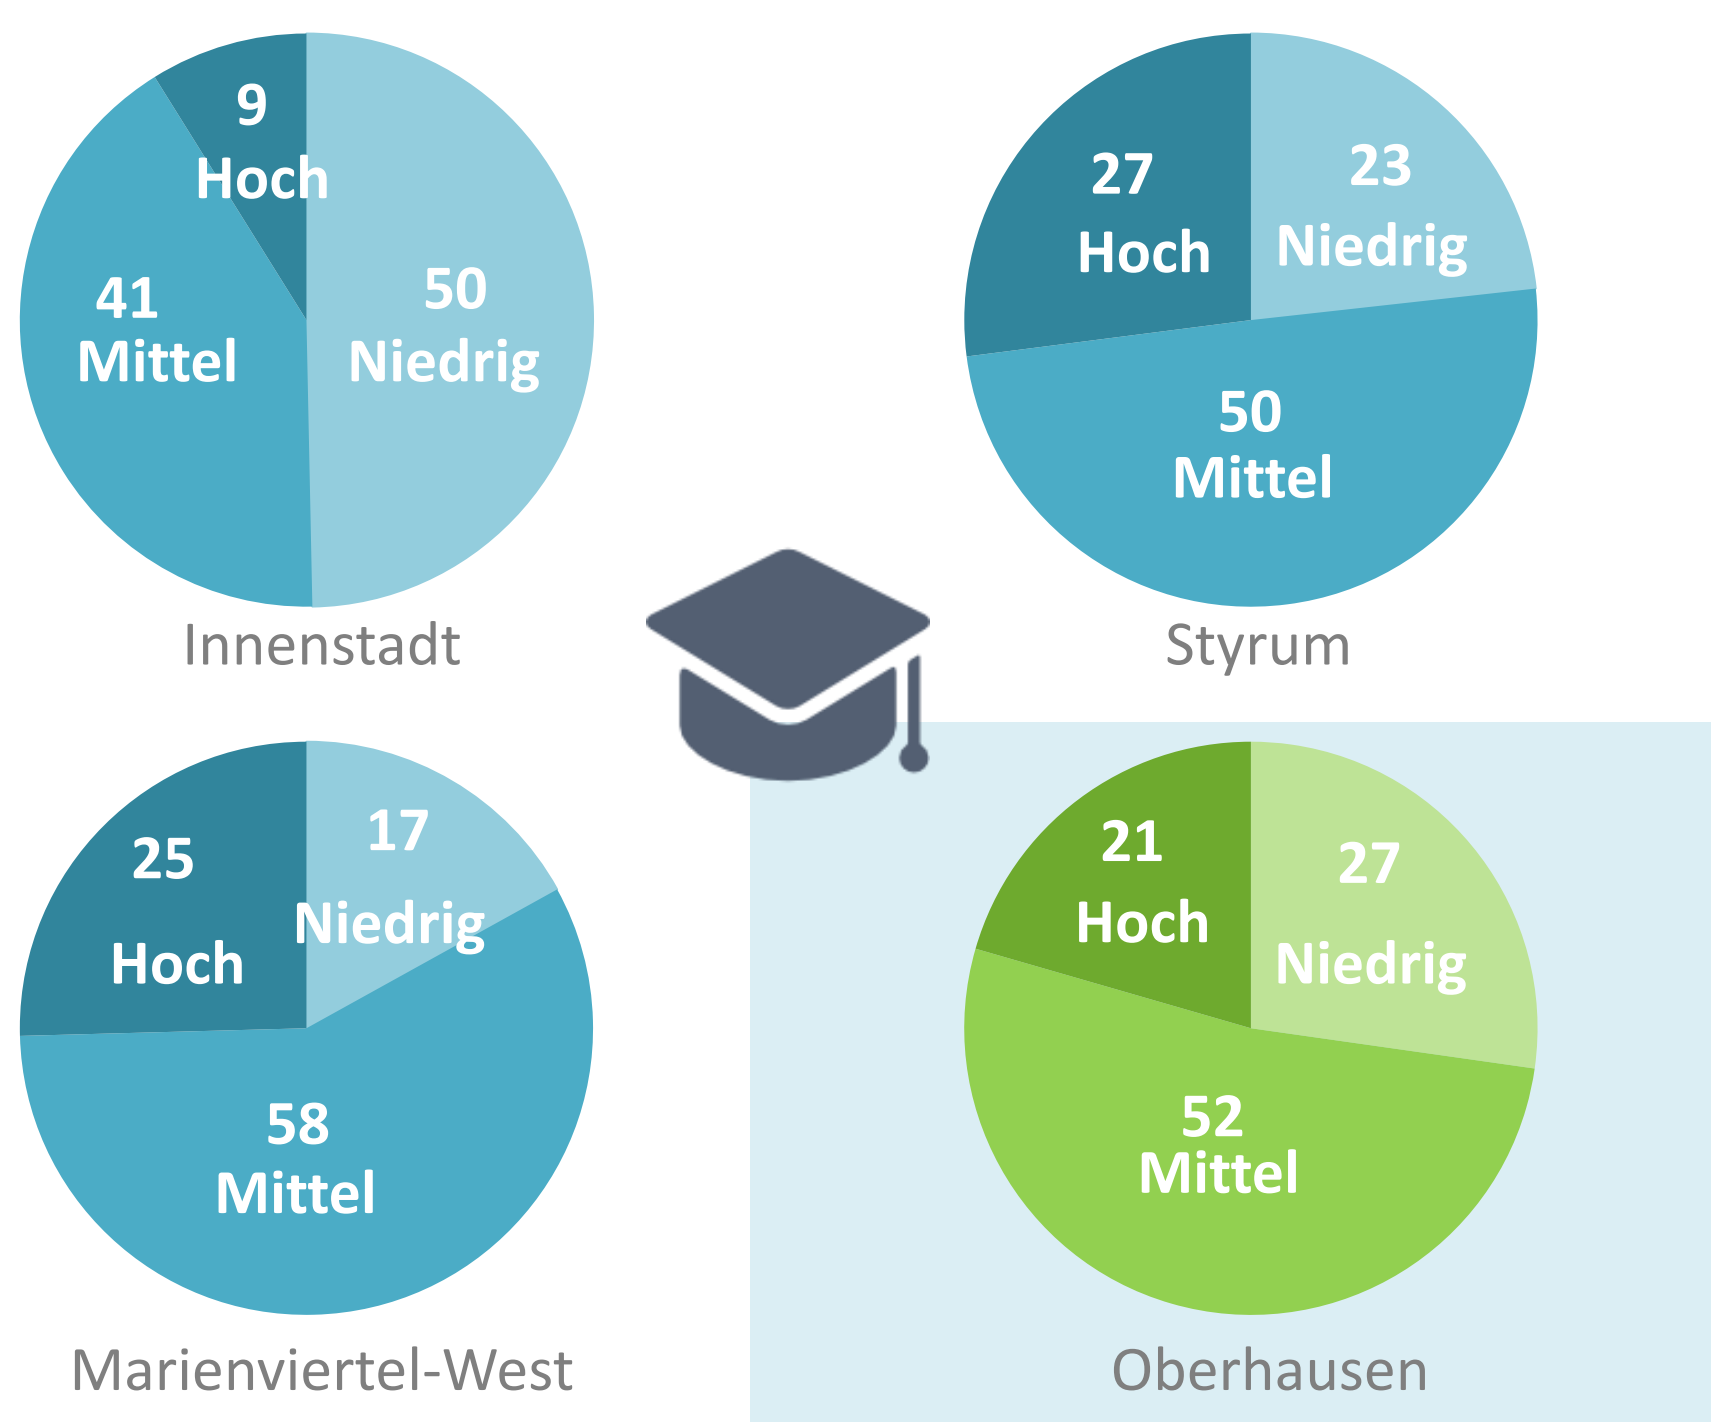 9
Hoch
41
Mittel
50
Niedrig
Innenstadt
27
Hoch
23
Niedrig
50
Mittel
Styrum
25
Hoch
17
Niedrig
58
Mittel
Marienviertel-West
21
Hoch
27
Niedrig
52
Mittel
Oberhausen